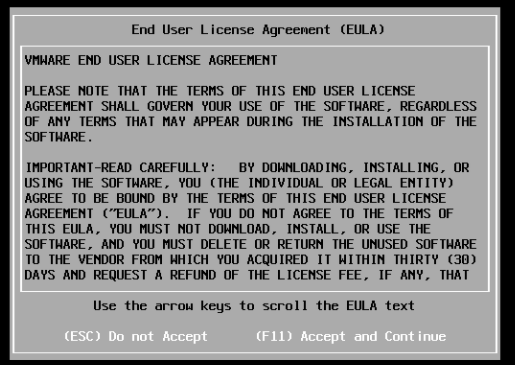 End User License Agreement (EULA)
VMWARE END USER LICENSE AGREEMENT
PLEASE NOTE THAT THE TERMS OF THIS END USER LICENSE
AGREEMENT SHALL GOVERN YOUR USE OF THE SOFTWARE, REGARDLESS
OF ANY TERMS THAT MAY APPEAR DURING THE INSTALLATION OF THE
SOFTWARE.
IMPORTANT-READ CAREFULLY:   BY DOWNLOADING, INSTALLING, OR
USING THE SOFTWARE, YOU (THE INDIVIDUAL OR LEGAL ENTITY)
AGREE TO BE BOUND BY THE TERMS OF THIS END USER LICENSE
AGREEMENT ("EULA").  IF YOU DO NOT AGREE TO THE TERMS OF
THIS EULA, YOU MUST NOT DOWNLOAD, INSTALL, OR USE THE
SOFTWARE, AND YOU MUST DELETE OR RETURN THE UNUSED SOFTWARE
TO THE VENDOR FROM WHICH YOU ACQUIRED IT WITHIN THIRTY (30)
DAYS AND REQUEST A REFUND OF THE LICENSE FEE, IF ANY, THAT
Use the arrow keys to scroll the EULA text
(ESC) Do not Accept      (F11) Accept and Continue